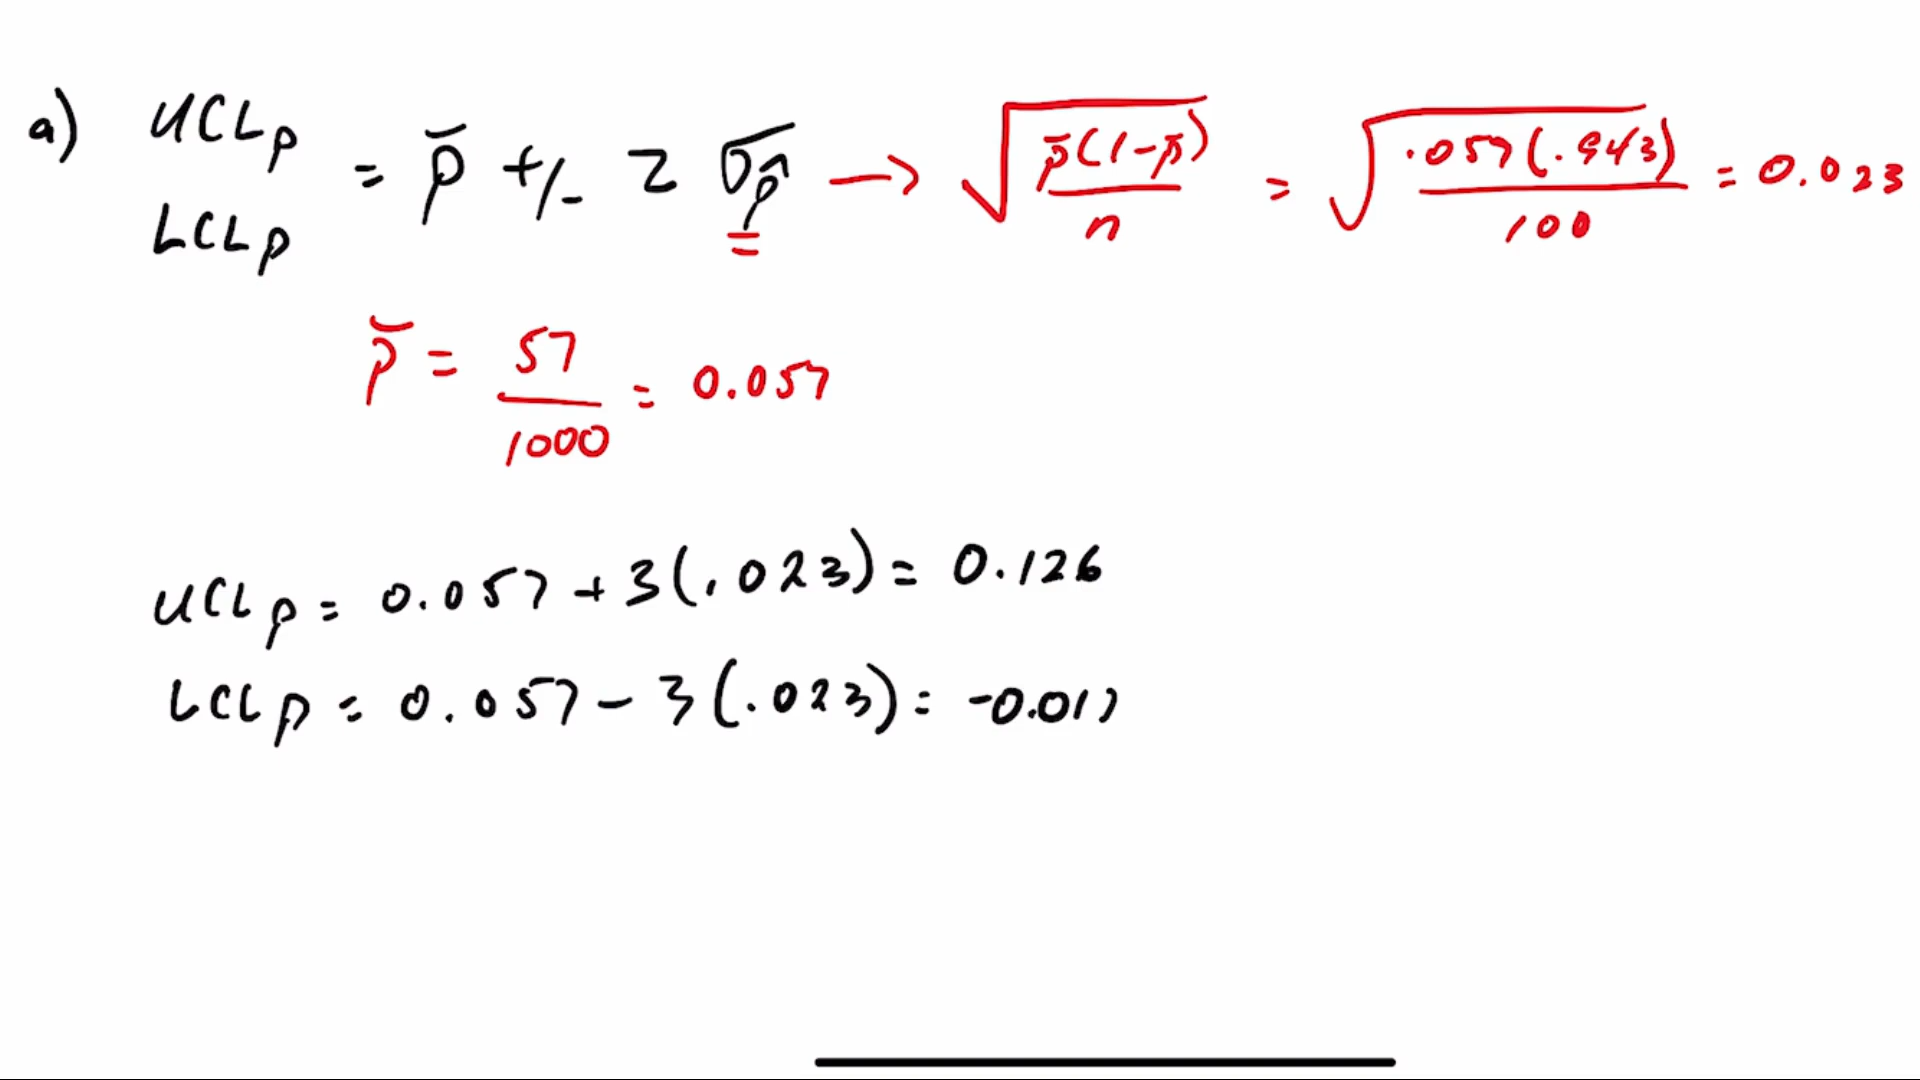 a) UCLp
LCLp = p̄ +/- z σp̂ → √(p̄(1-p̄)/n) = √(.057(.943)/100) = 0.023
p̄ = 57/1000 = 0.057
UCLp = 0.057 + 3(.023) = 0.126
LCLp = 0.057 - 3(.023) = -0.01